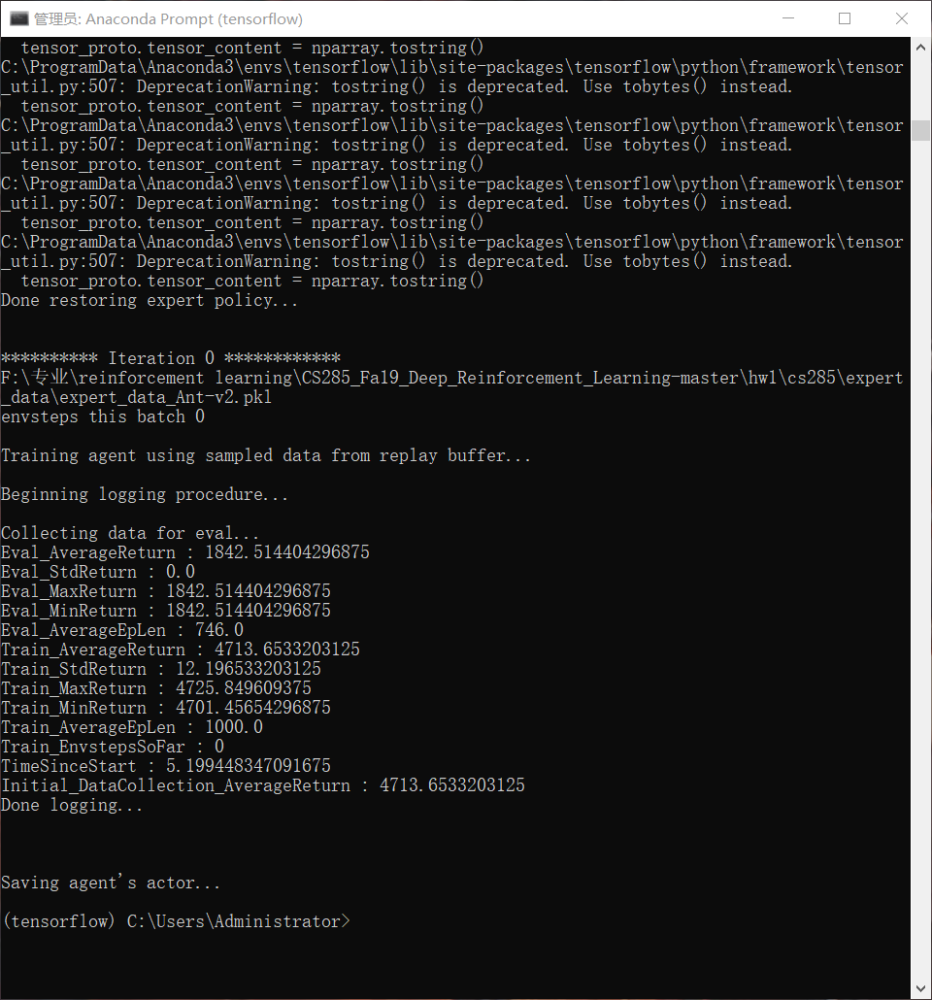 管理员: Anaconda Prompt (tensorflow)
tensor_proto.tensor_content = nparray.tostring()
C:\ProgramData\Anaconda3\envs\tensorflow\lib\site-packages\tensorflow\python\framework\tensor
_util.py:507: DeprecationWarning: tostring() is deprecated. Use tobytes() instead.
tensor_proto.tensor_content = nparray.tostring()
C:\ProgramData\Anaconda3\envs\tensorflow\lib\site-packages\tensorflow\python\framework\tensor
_util.py:507: DeprecationWarning: tostring() is deprecated. Use tobytes() instead.
tensor_proto.tensor_content = nparray.tostring()
C:\ProgramData\Anaconda3\envs\tensorflow\lib\site-packages\tensorflow\python\framework\tensor
_util.py:507: DeprecationWarning: tostring() is deprecated. Use tobytes() instead.
tensor_proto.tensor_content = nparray.tostring()
C:\ProgramData\Anaconda3\envs\tensorflow\lib\site-packages\tensorflow\python\framework\tensor
_util.py:507: DeprecationWarning: tostring() is deprecated. Use tobytes() instead.
tensor_proto.tensor_content = nparray.tostring()
Done restoring expert policy...
********** Iteration 0 ************
F:\专业\reinforcement learning\CS285_Fa19_Deep_Reinforcement_Learning-master\hw1\cs285\expert
_data\expert_data_Ant-v2.pkl
envsteps this batch 0
Training agent using sampled data from replay buffer...
Beginning logging procedure...
Collecting data for eval...
Eval_AverageReturn : 1842.514404296875
Eval_StdReturn : 0.0
Eval_MaxReturn : 1842.514404296875
Eval_MinReturn : 1842.514404296875
Eval_AverageEpLen : 746.0
Train_AverageReturn : 4713.6533203125
Train_StdReturn : 12.196533203125
Train_MaxReturn : 4725.849609375
Train_MinReturn : 4701.45654296875
Train_AverageEpLen : 1000.0
Train_EnvstepsSoFar : 0
TimeSinceStart : 5.199448347091675
Initial_DataCollection_AverageReturn : 4713.6533203125
Done logging...
Saving agent's actor...
(tensorflow) C:\Users\Administrator>